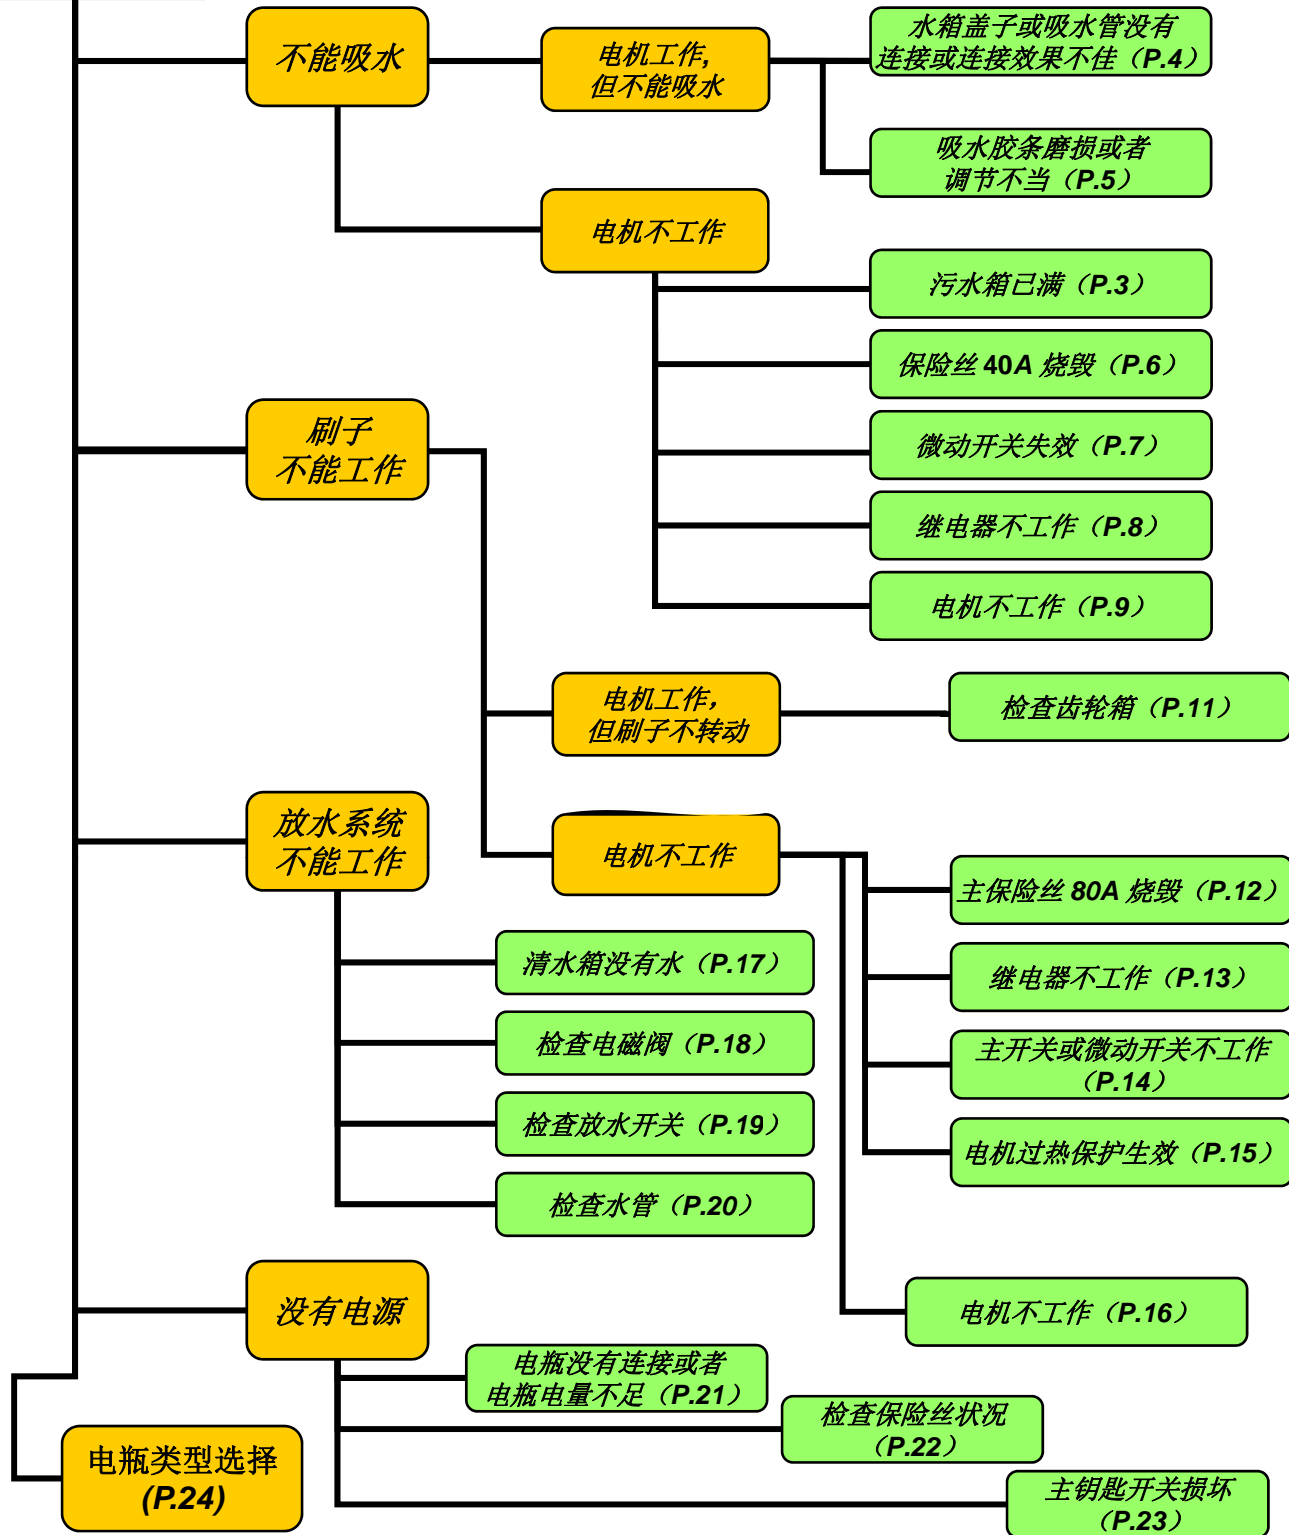 不能吸水
电机工作,
但不能吸水
水箱盖子或吸水管没有
连接或连接效果不佳（P.4）
吸水胶条磨损或者
调节不当（P.5）
电机不工作
污水箱已满（P.3）
保险丝 40A 烧毁（P.6）
微动开关失效（P.7）
继电器不工作（P.8）
电机不工作（P.9）
刷子
不能工作
电机工作，
但刷子不转动
检查齿轮箱（P.11）
电机不工作
主保险丝 80A 烧毁（P.12）
继电器不工作（P.13）
主开关或微动开关不工作
（P.14）
电机过热保护生效（P.15）
电机不工作（P.16）
放水系统
不能工作
清水箱没有水（P.17）
检查电磁阀（P.18）
检查放水开关（P.19）
检查水管（P.20）
没有电源
电瓶没有连接或者
电瓶电量不足（P.21）
检查保险丝状况
（P.22）
主钥匙开关损坏
（P.23）
电瓶类型选择
(P.24)